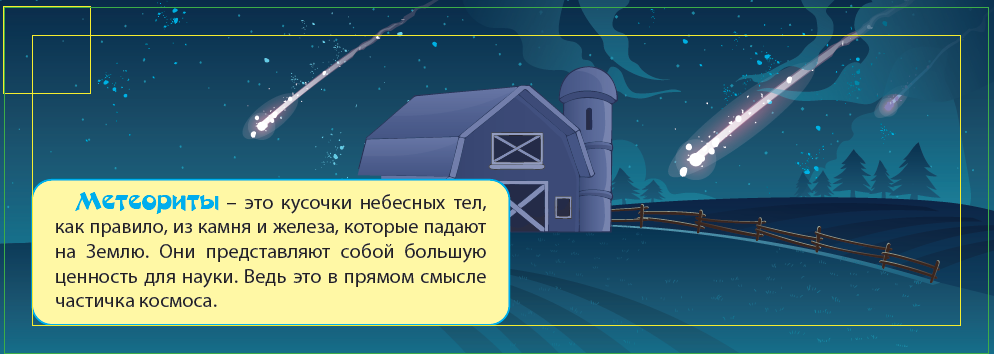 Метеориты – это кусочки небесных тел,
как правило, из камня и железа, которые падают
на Землю. Они представляют собой большую
ценность для науки. Ведь это в прямом смысле
частичка космоса.